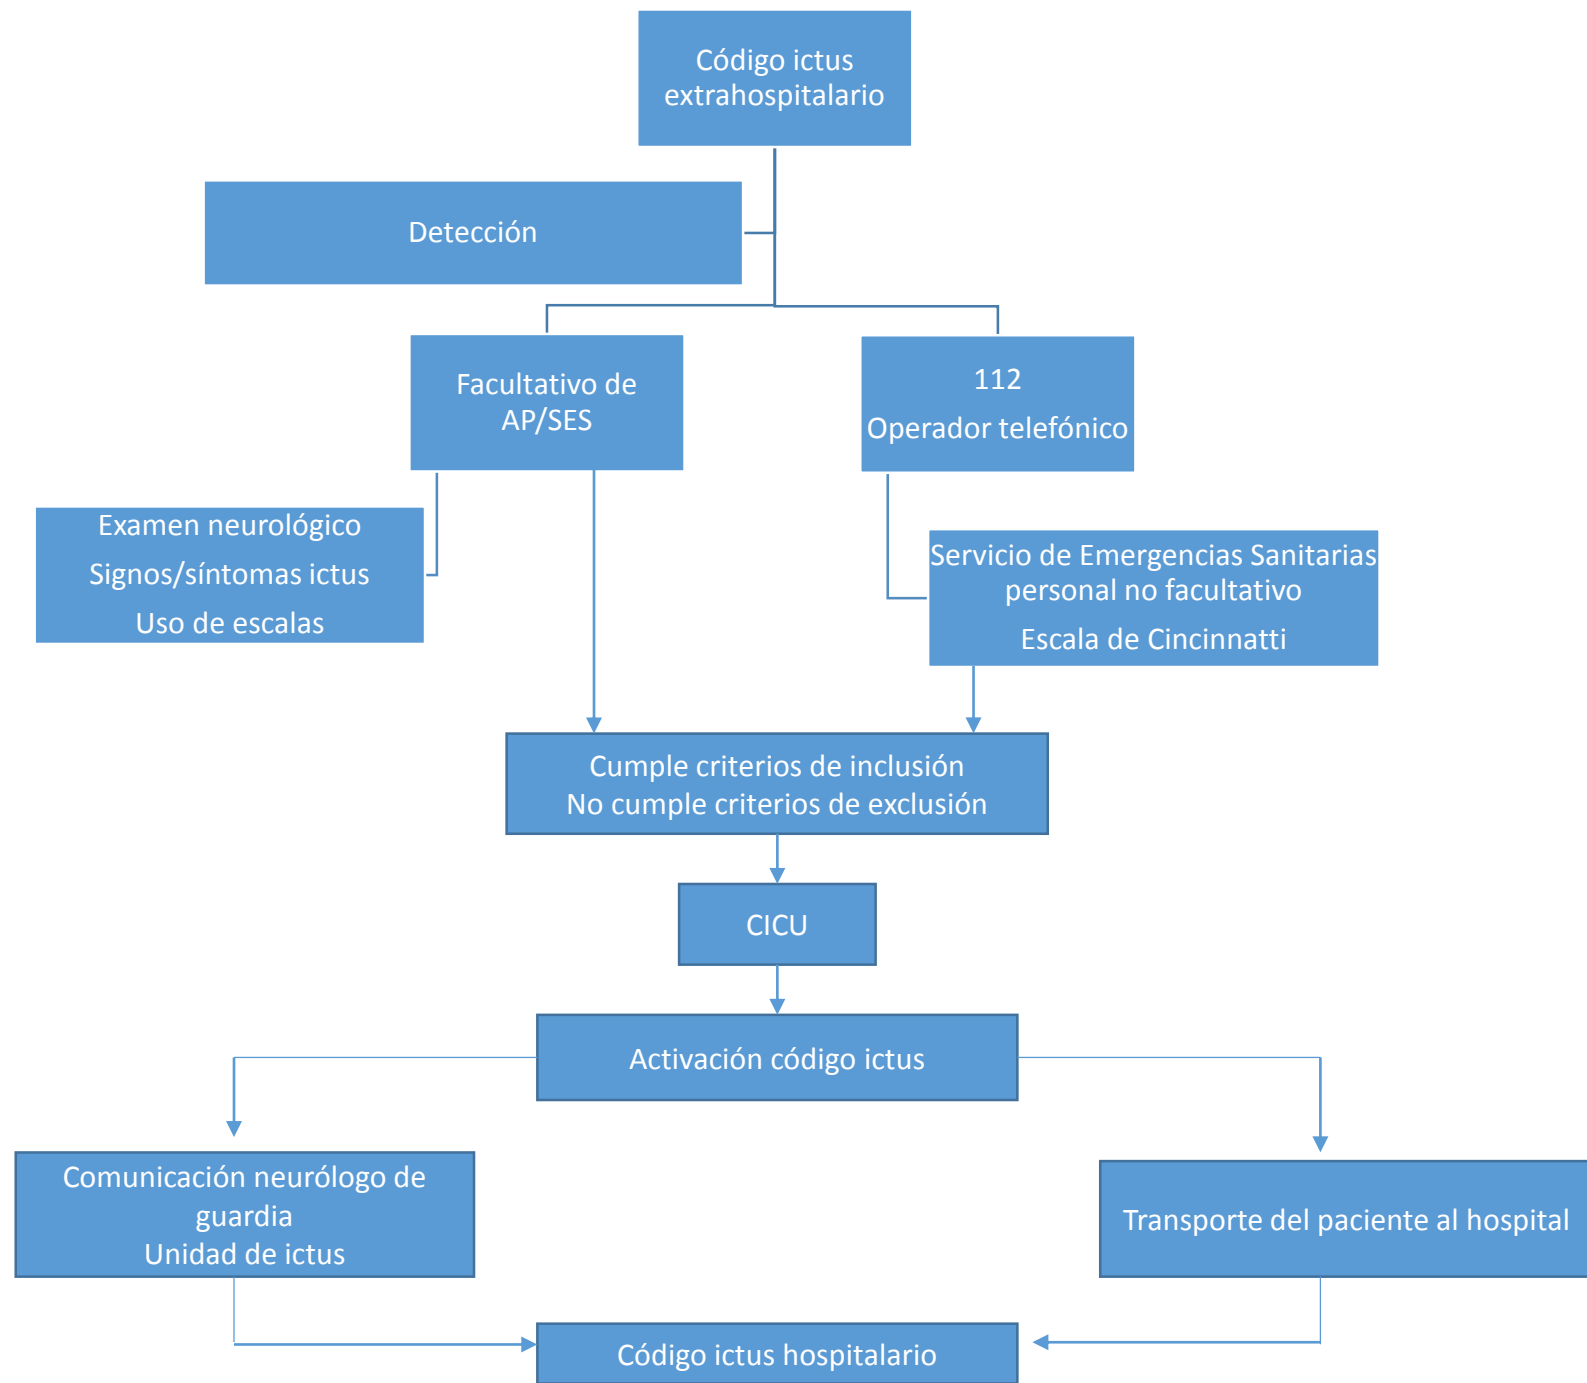 Código ictus
extrahospitalario
Detección
Facultativo de
AP/SES
112
Operador telefónico
Examen neurológico
Signos/síntomas ictus
Uso de escalas
Servicio de Emergencias Sanitarias
personal no facultativo
Escala de Cincinnatti
Cumple criterios de inclusión
No cumple criterios de exclusión
CICU
Activación código ictus
Comunicación neurólogo de
guardia
Unidad de ictus
Transporte del paciente al hospital
Código ictus hospitalario